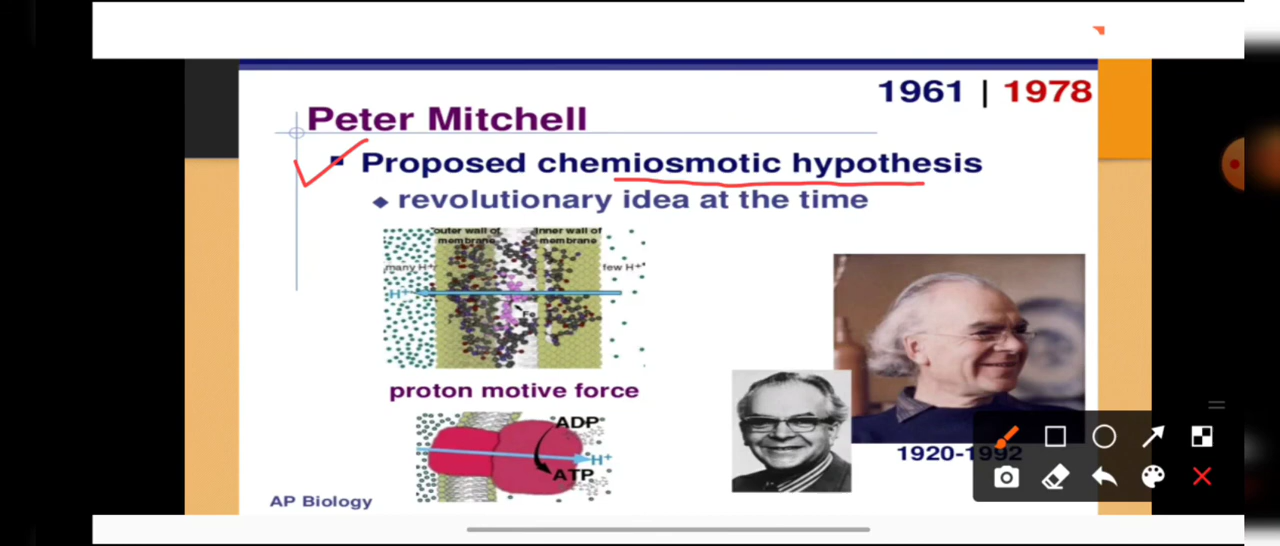 1961 | 1978
Peter Mitchell
Proposed chemiosmotic hypothesis
revolutionary idea at the time
outer wall of
membrane
inner wall of
membrane
many H+
few H+
H+
Fe
proton motive force
ADP
H+
ATP
1920-1992
AP Biology